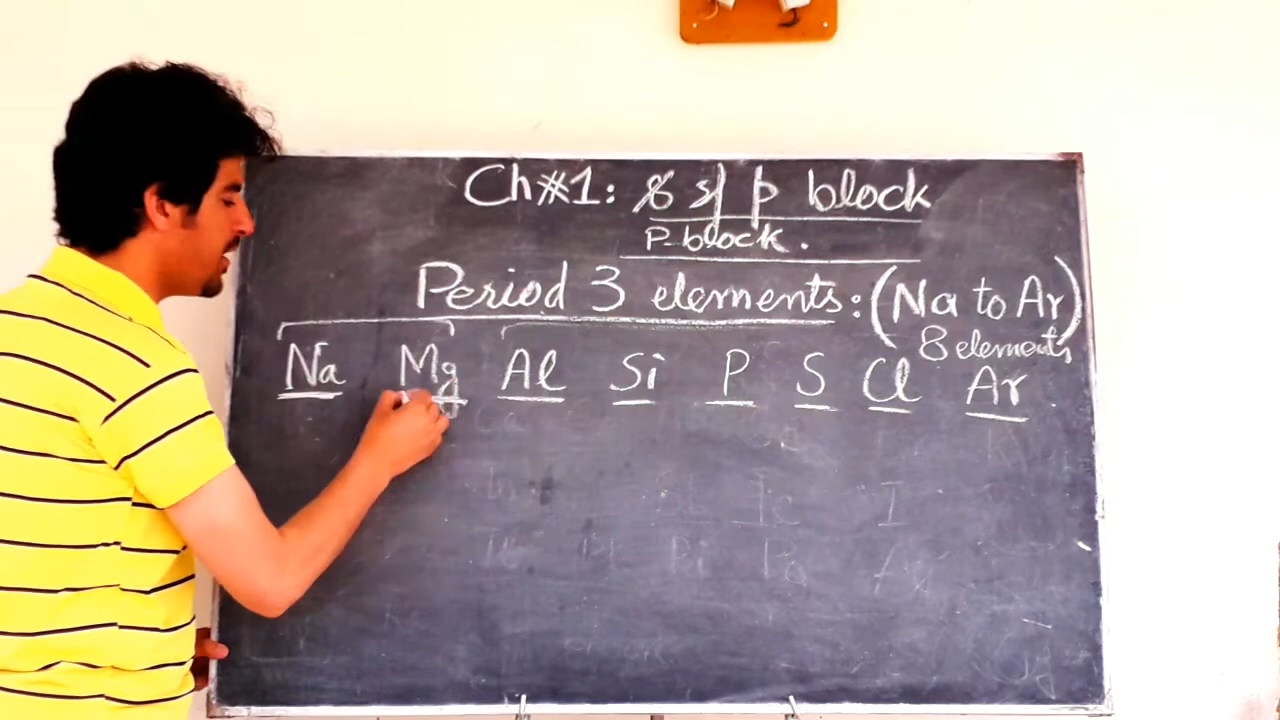 Ch#1: s p block
P-block.
Period 3 elements: (Na to Ar)
8 elements
Na Mg Al Si P S Cl Ar
I